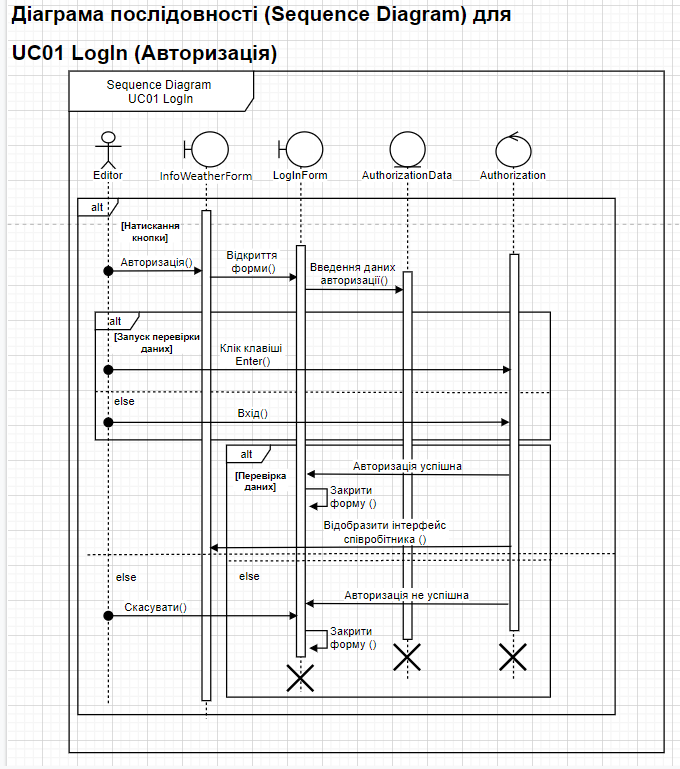 Діаграма послідовності (Sequence Diagram) для
UC01 LogIn (Авторизація)
Sequence Diagram
UC01 LogIn
Editor
InfoWeatherForm
LogInForm
AuthorizationData
Authorization
alt
[Натискання
кнопки]
Авторизація()
Відкриття
форми()
Введення даних
авторизації()
alt
[Запуск перевірки
даних]
Клік клавіші
Enter()
else
Вхід()
alt
[Перевірка
даних]
Авторизація успішна
Закрити
форму ()
Відобразити інтерфейс
співробітника ()
else
else
Авторизація не успішна
Скасувати()
Закрити
форму ()